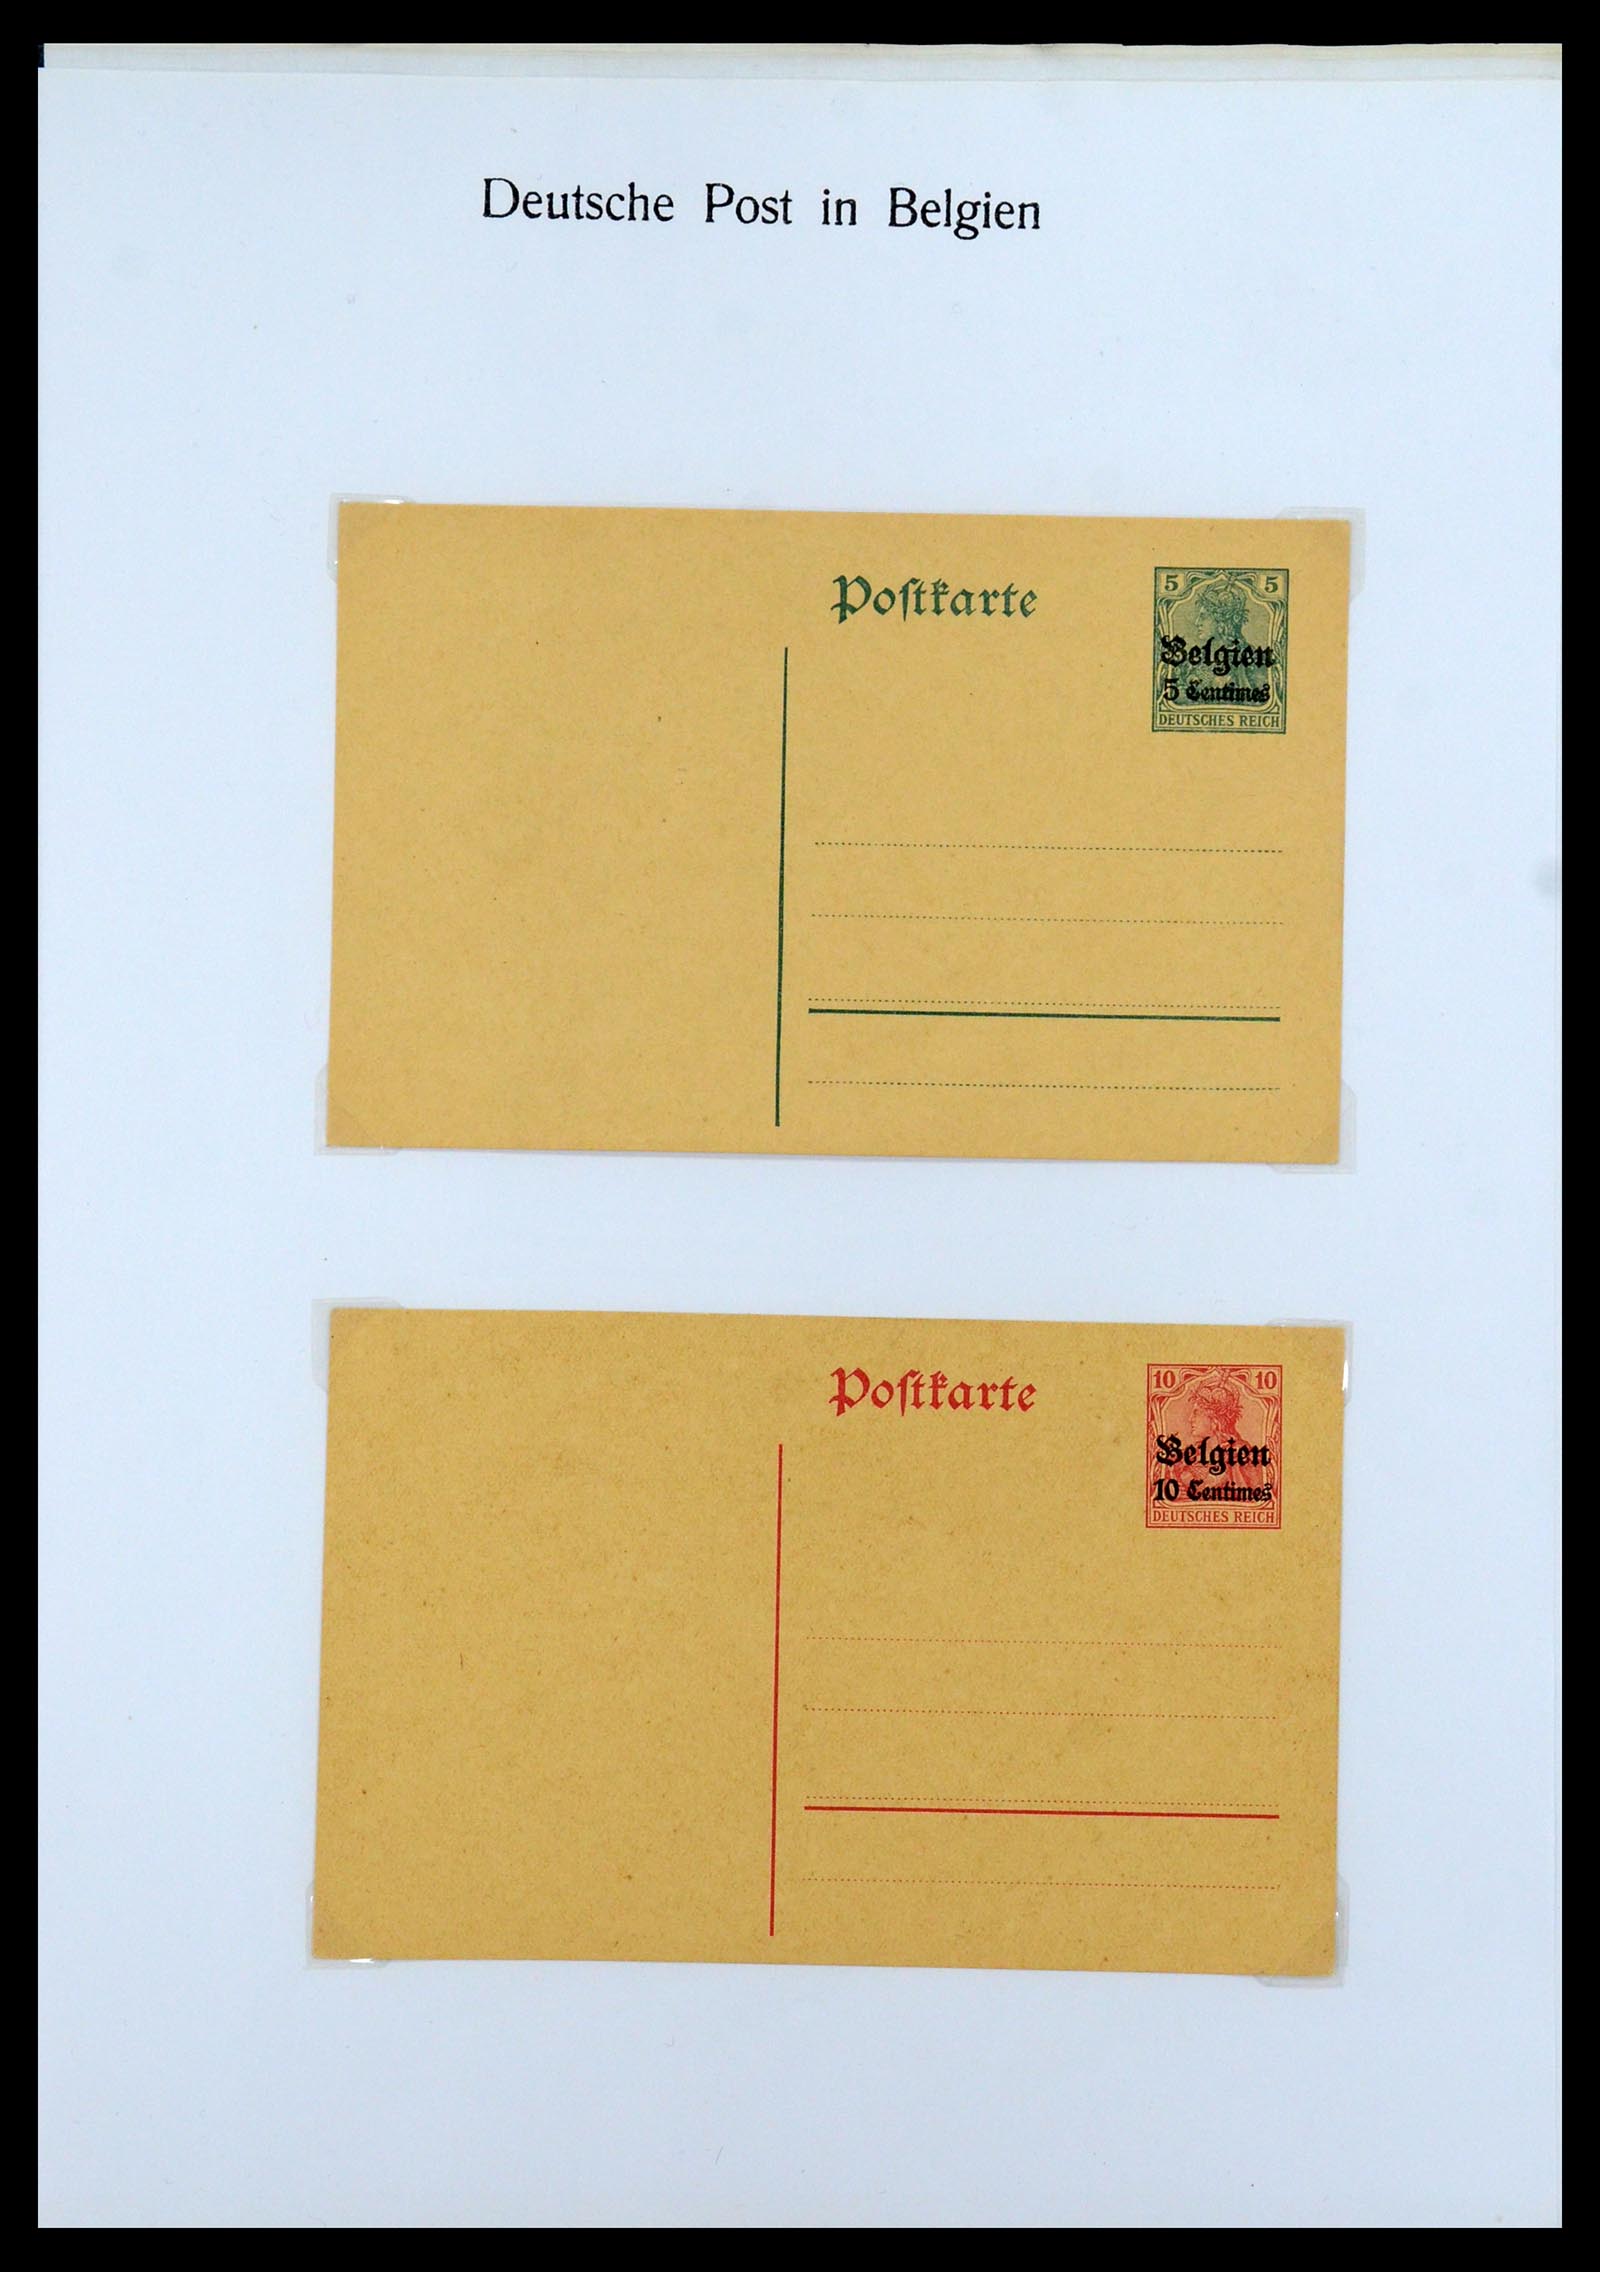 Deutsche Post in Belgien
Poſtkarte
5 5
Belgien
5 Centimes
DEUTSCHES REICH
Poſtkarte
10 10
Belgien
10 Centimes
DEUTSCHES REICH